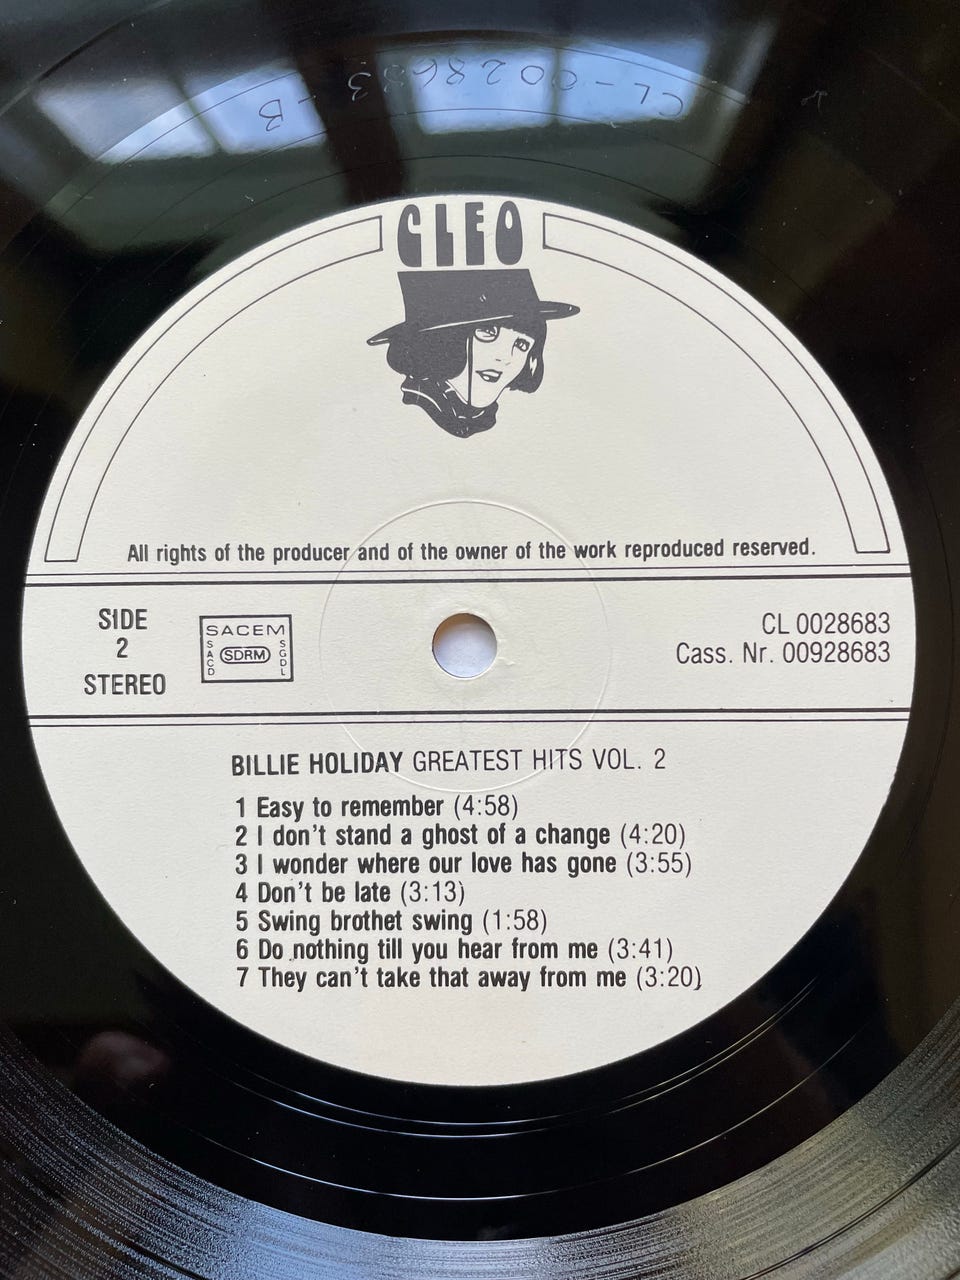 CL-0028683-B
CLEO
All rights of the producer and of the owner of the work reproduced reserved.
SIDE
2
STEREO
SACEM
SACD
SDRM
SGDL
CL 0028683
Cass. Nr. 00928683
BILLIE HOLIDAY GREATEST HITS VOL. 2
1 Easy to remember (4:58)
2 I don't stand a ghost of a change (4:20)
3 I wonder where our love has gone (3:55)
4 Don't be late (3:13)
5 Swing brothet swing (1:58)
6 Do nothing till you hear from me (3:41)
7 They can't take that away from me (3:20)